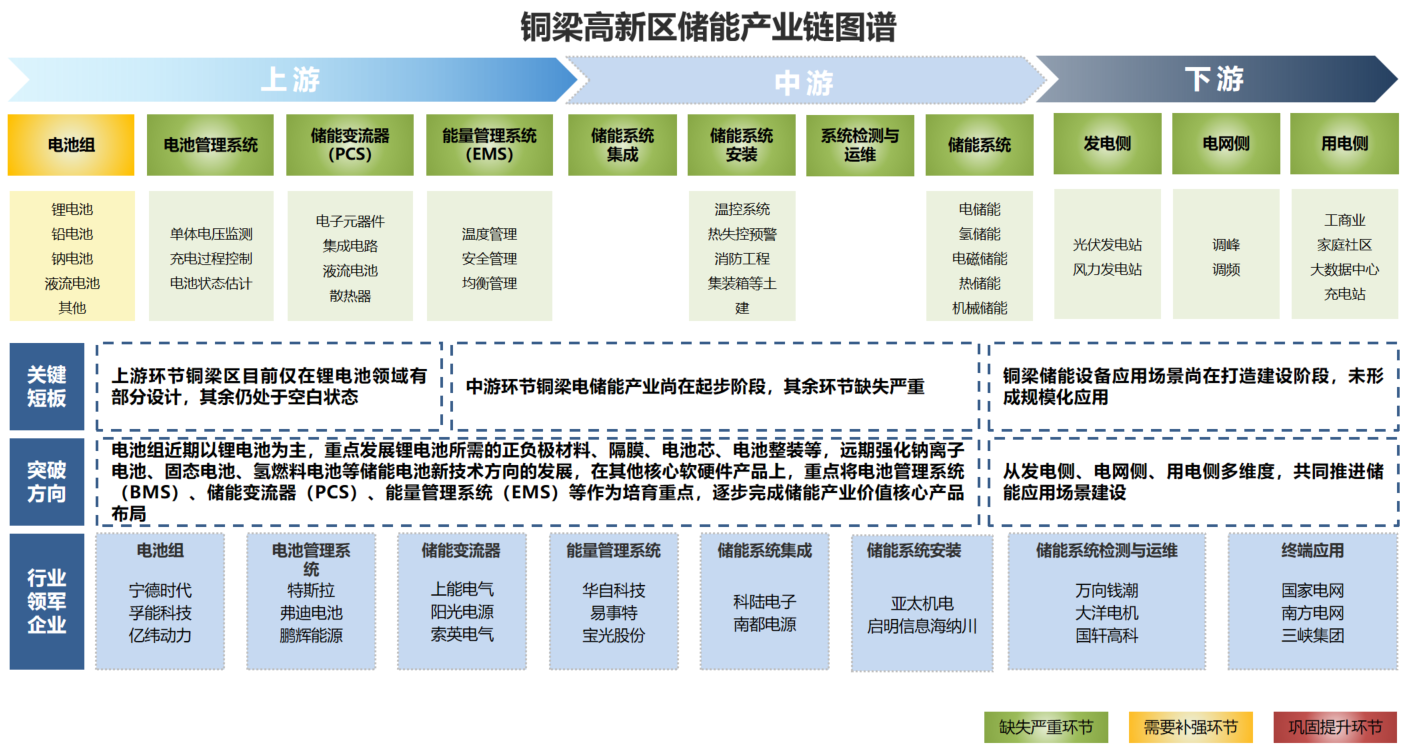 铜梁高新区储能产业链图谱
上游
中游
下游
电池组
电池管理系统
储能变流器
（PCS）
能量管理系统
（EMS）
储能系统
集成
储能系统
安装
系统检测与
运维
储能系统
发电侧
电网侧
用电侧
锂电池
铅电池
钠电池
液流电池
其他
单体电压监测
充电过程控制
电池状态估计
电子元器件
集成电路
液流电池
散热器
温度管理
安全管理
均衡管理
温控系统
热失控预警
消防工程
集装箱等土
建
电储能
氢储能
电磁储能
热储能
机械储能
光伏发电站
风力发电站
调峰
调频
工商业
家庭社区
大数据中心
充电站
关键
短板
上游环节铜梁区目前仅在锂电池领域有
部分设计，其余仍处于空白状态
中游环节铜梁电储能产业尚在起步阶段，其余环节缺失严重
铜梁储能设备应用场景尚在打造建设阶段，未形
成规模化应用
突破
方向
电池组近期以锂电池为主，重点发展锂电池所需的正负极材料、隔膜、电池芯、电池整装等，远期强化钠离子
电池、固态电池、氢燃料电池等储能电池新技术方向的发展，在其他核心软硬件产品上，重点将电池管理系统
（BMS）、储能变流器（PCS）、能量管理系统（EMS）等作为培育重点，逐步完成储能产业价值核心产品
布局
从发电侧、电网侧、用电侧多维度，共同推进储
能应用场景建设
行业
领军
企业
电池组
宁德时代
孚能科技
亿纬动力
电池管理系
统
特斯拉
弗迪电池
鹏辉能源
储能变流器
上能电气
阳光电源
索英电气
能量管理系统
华自科技
易事特
宝光股份
储能系统集成
科陆电子
南都电源
储能系统安装
亚太机电
启明信息海纳川
储能系统检测与运维
万向钱潮
大洋电机
国轩高科
终端应用
国家电网
南方电网
三峡集团
缺失严重环节
需要补强环节
巩固提升环节